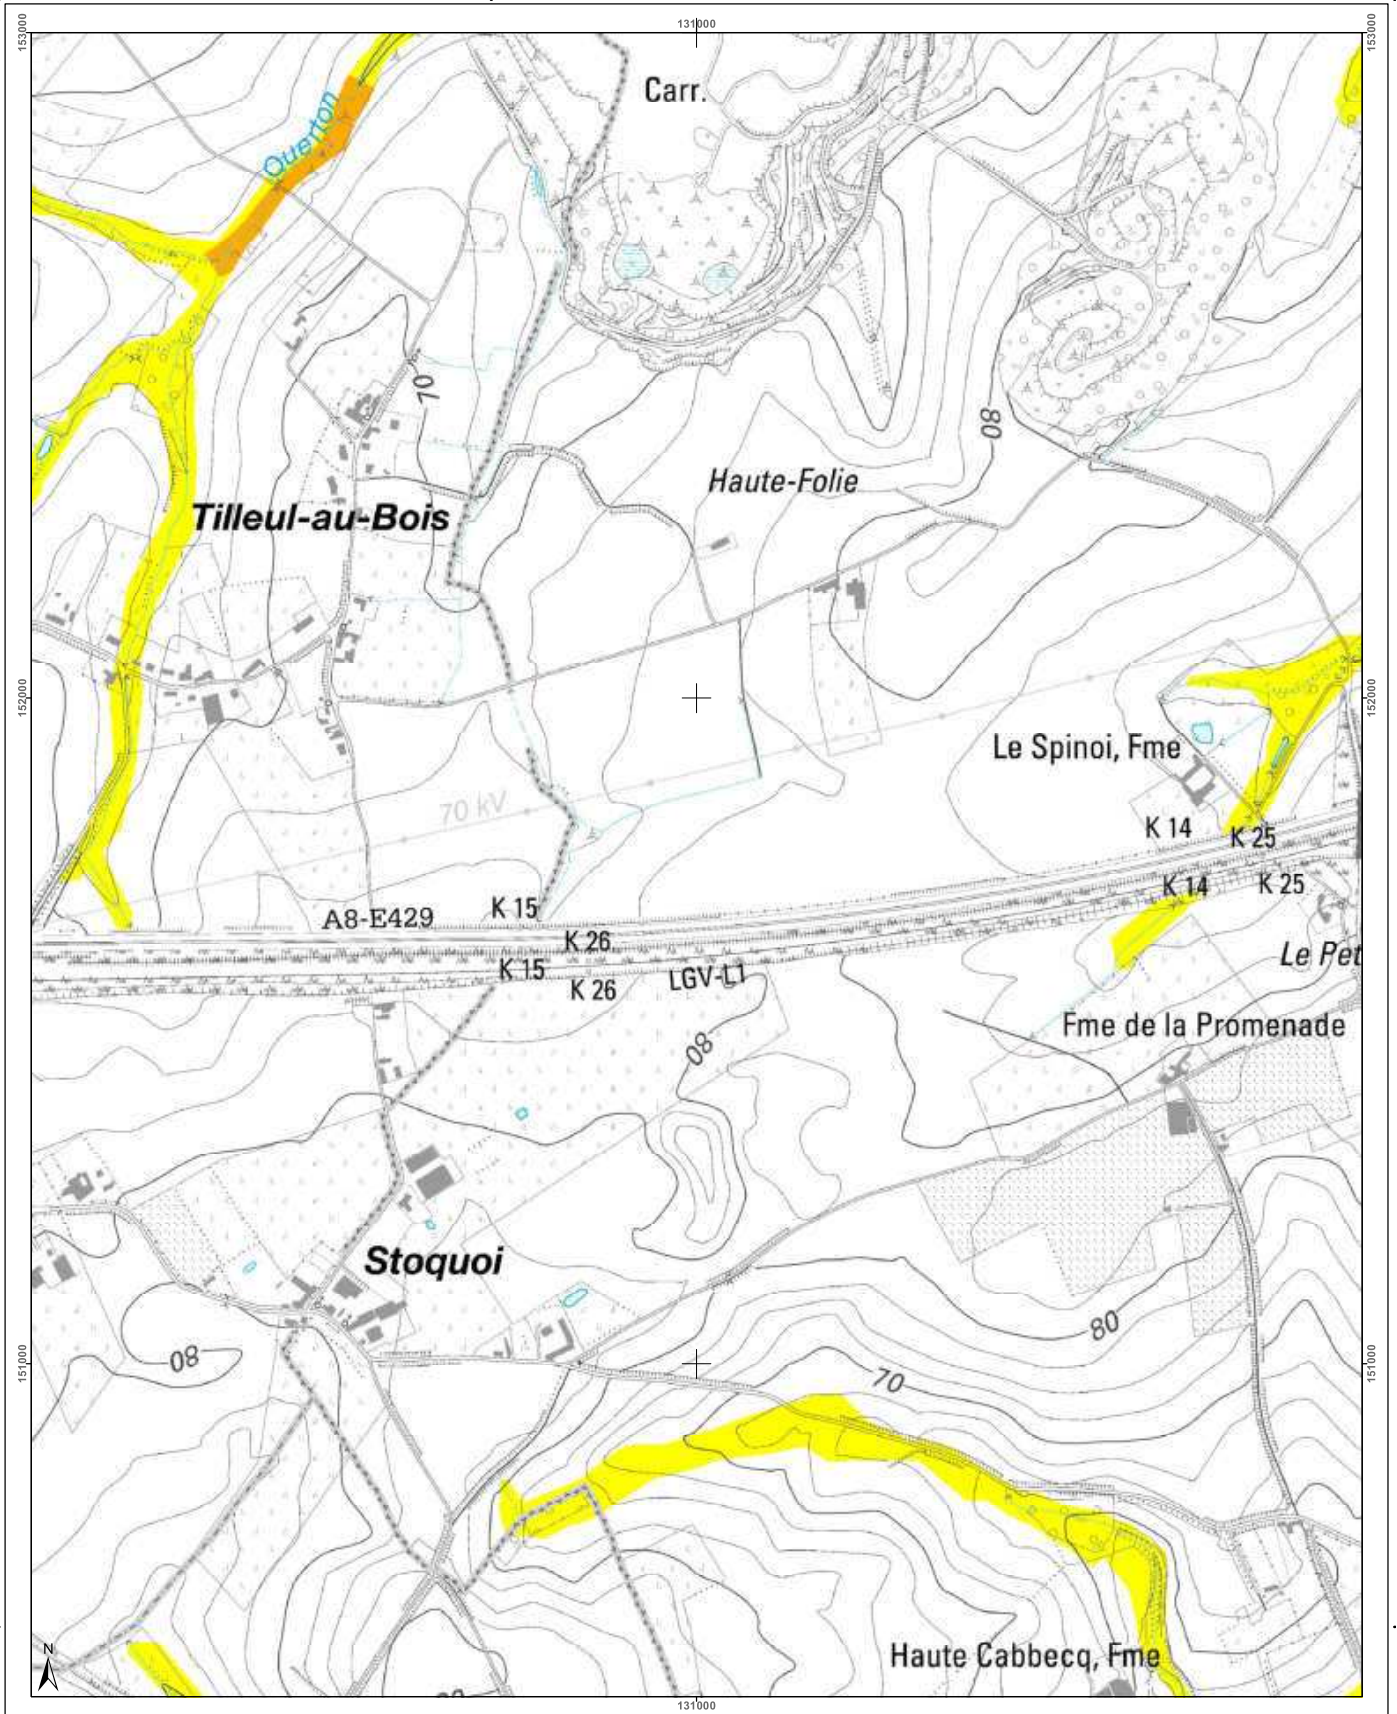 131000
153000
153000
Carr.
Querton
70
80
Haute-Folie
Tilleul-au-Bois
152000
152000
Le Spinoi, Fme
70 kV
K 14
K 25
K 14
K 25
K 15
A8-E429
K 26
Le Pet
K 15
LGV-L1
K 26
Fme de la Promenade
80
Stoquoi
80
80
151000
151000
70
Haute Cabbecq, Fme
N
131000